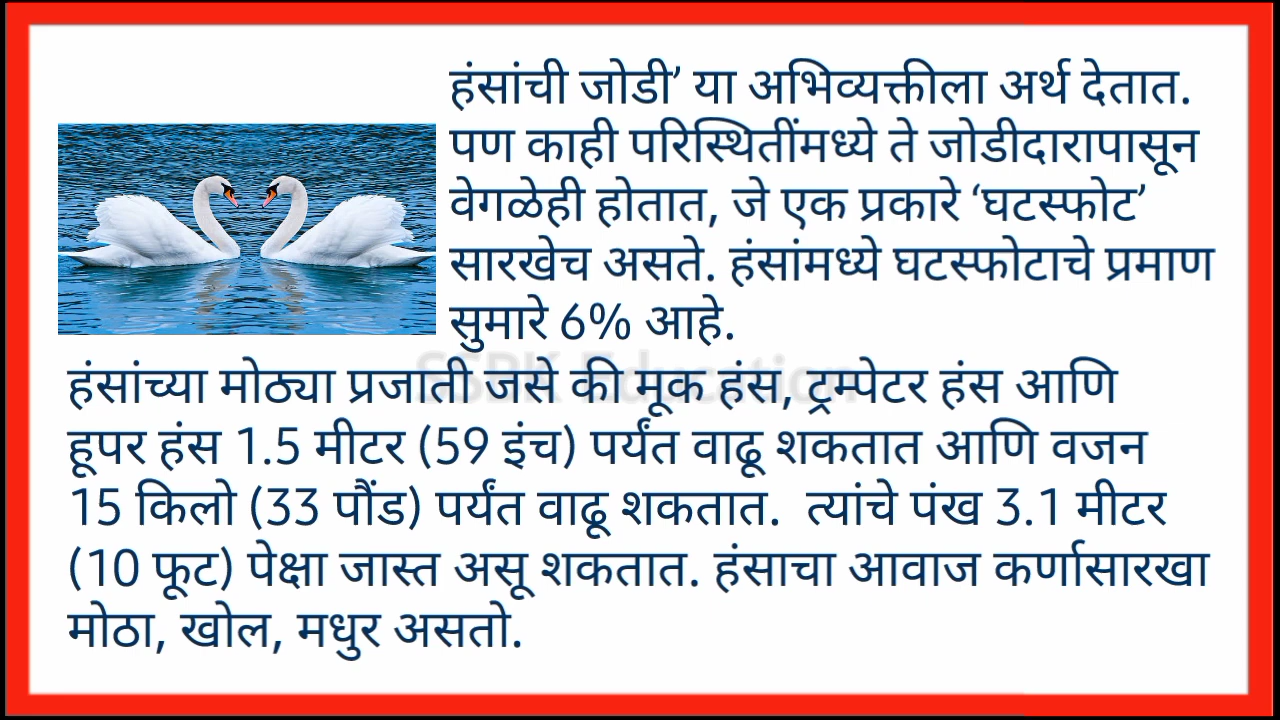 हंसांची जोडी’ या अभिव्यक्तीला अर्थ देतात.
पण काही परिस्थितींमध्ये ते जोडीदारापासून
वेगळेही होतात, जे एक प्रकारे ‘घटस्फोट’
सारखेच असते. हंसांमध्ये घटस्फोटाचे प्रमाण
सुमारे 6% आहे.
SSBK Education
हंसांच्या मोठ्या प्रजाती जसे की मूक हंस, ट्रम्पेटर हंस आणि
हूपर हंस 1.5 मीटर (59 इंच) पर्यंत वाढू शकतात आणि वजन
15 किलो (33 पौंड) पर्यंत वाढू शकतात. त्यांचे पंख 3.1 मीटर
(10 फूट) पेक्षा जास्त असू शकतात. हंसाचा आवाज कर्णासारखा
मोठा, खोल, मधुर असतो.